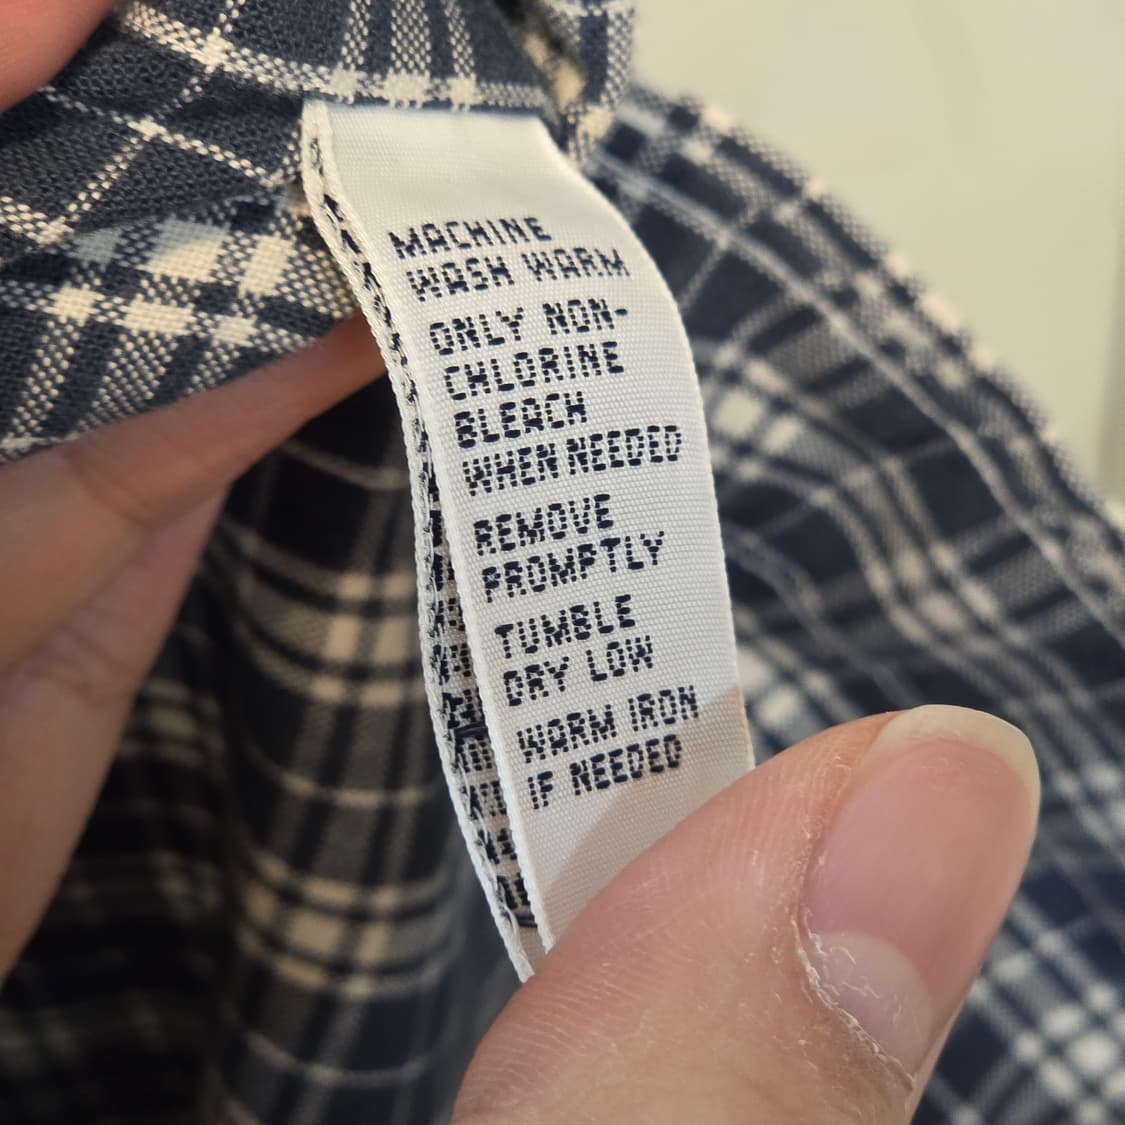 MACHINE
WASH WARM
ONLY NON-
CHLORINE
BLEACH
WHEN NEEDED
REMOVE
PROMPTLY
TUMBLE
DRY LOW
WARM IRON
IF NEEDED